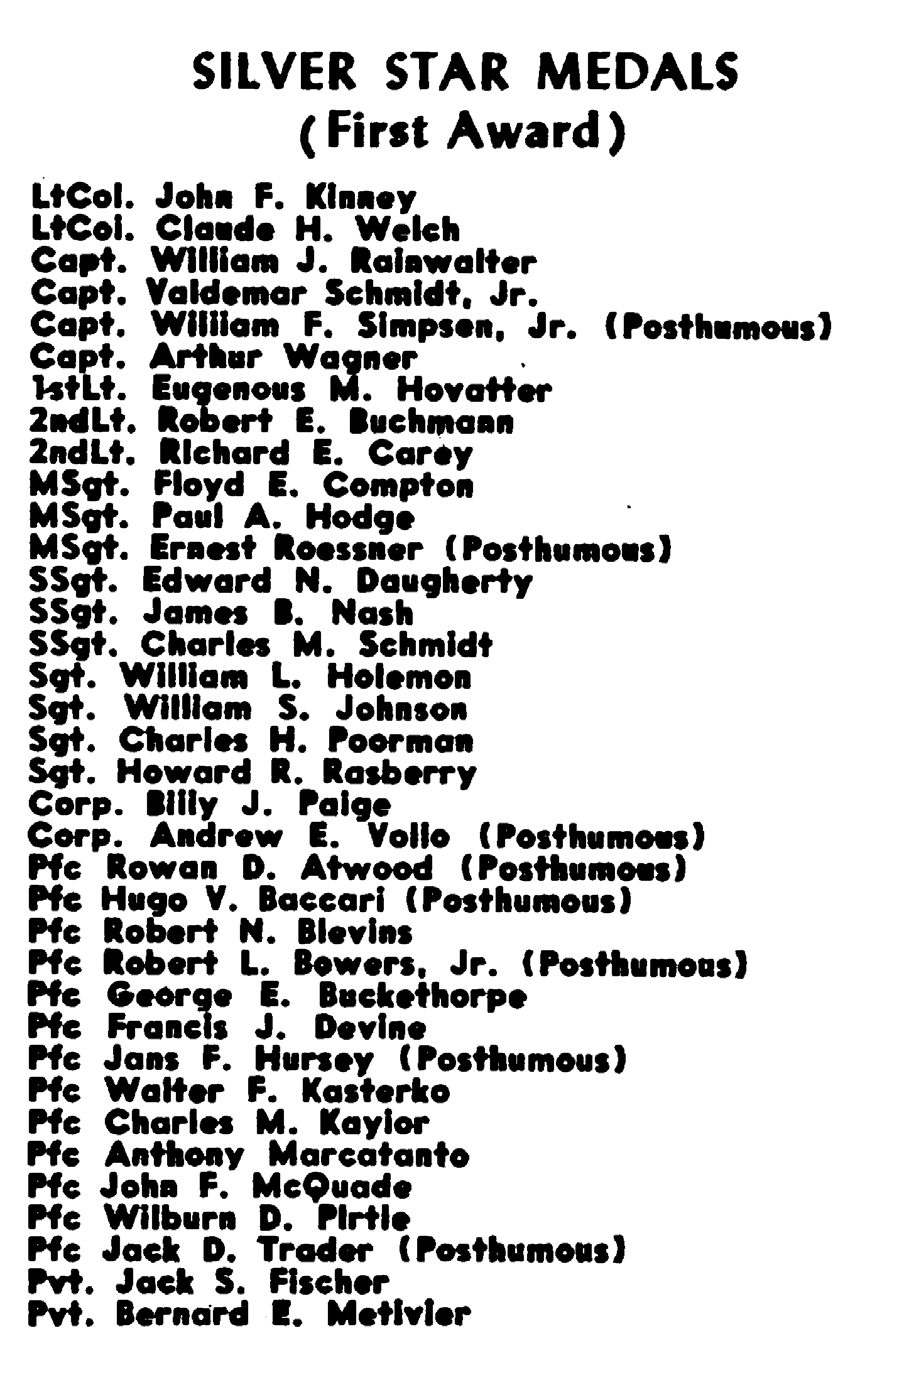 SILVER STAR MEDALS
(First Award)
LtCol. John F. Kinney
LtCol. Claude H. Welch
Capt. William J. Rainwalter
Capt. Valdemar Schmidt, Jr.
Capt. William F. Simpson, Jr. (Posthumous)
Capt. Arthur Wagner
1stLt. Eugenous M. Hovatter
2ndLt. Robert E. Buchmann
2ndLt. Richard E. Carey
MSgt. Floyd E. Compton
MSgt. Paul A. Hodge
MSgt. Ernest Roessner (Posthumous)
SSgt. Edward N. Daugherty
SSgt. James B. Nash
SSgt. Charles M. Schmidt
Sgt. William L. Holemon
Sgt. William S. Johnson
Sgt. Charles H. Poorman
Sgt. Howard R. Rasberry
Corp. Billy J. Paige
Corp. Andrew E. Vollo (Posthumous)
Pfc Rowan D. Atwood (Posthumous)
Pfc Hugo V. Baccari (Posthumous)
Pfc Robert N. Blevins
Pfc Robert L. Bowers, Jr. (Posthumous)
Pfc George E. Buckethorpe
Pfc Francis J. Devine
Pfc Jans F. Hursey (Posthumous)
Pfc Walter F. Kasterko
Pfc Charles M. Kaylor
Pfc Anthony Marcatanto
Pfc John F. McQuade
Pfc Wilburn D. Pirtle
Pfc Jack D. Trader (Posthumous)
Pvt. Jack S. Fischer
Pvt. Bernard E. Metivier